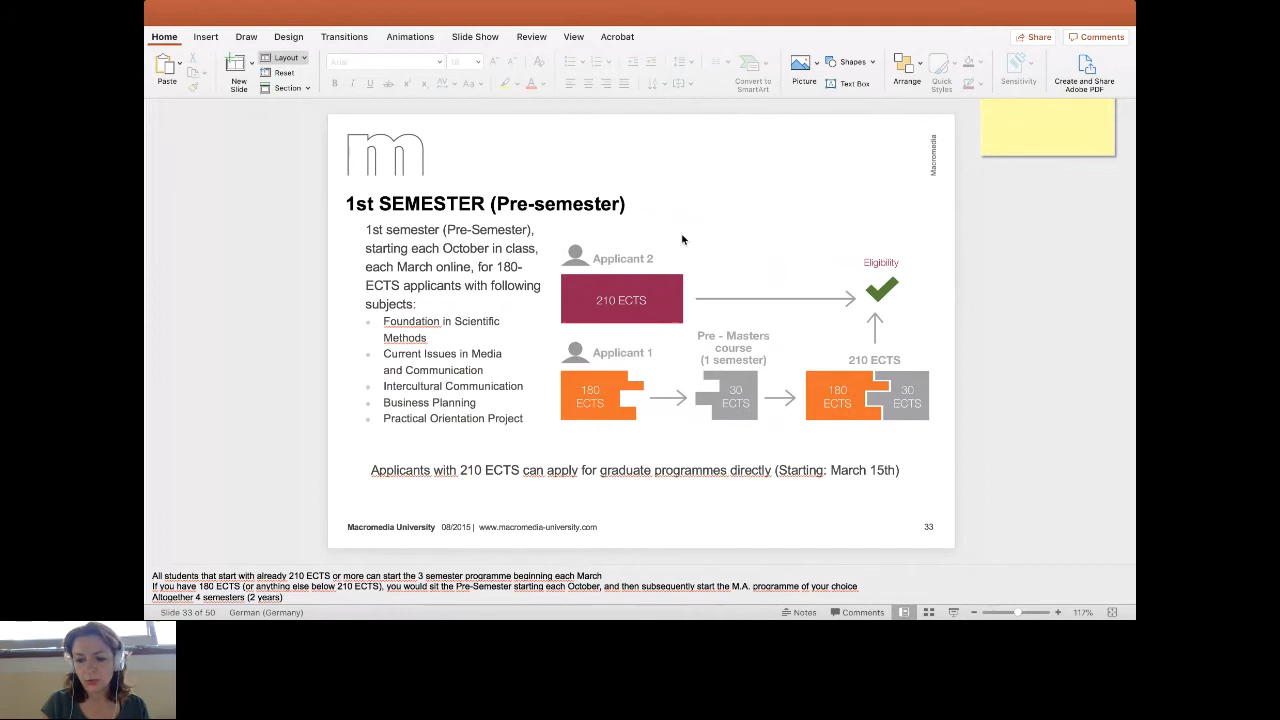 Home Insert Draw Design Transitions Animations Slide Show Review View Acrobat Share Comments
Paste
New
Slide
Layout
Reset
Section
Arial
18
Convert to
SmartArt
Picture
Shapes
Text Box
Arrange
Quick
Styles
Sensitivity
Create and Share
Adobe PDF
m
Macromedia
1st SEMESTER (Pre-semester)
1st semester (Pre-Semester),
starting each October in class,
each March online, for 180-
ECTS applicants with following
subjects:
Foundation in Scientific
Methods
Current Issues in Media
and Communication
Intercultural Communication
Business Planning
Practical Orientation Project
Applicant 2
210 ECTS
Eligibility
Applicant 1
Pre - Masters
course
(1 semester)
210 ECTS
180
ECTS
30
ECTS
180
ECTS
30
ECTS
Applicants with 210 ECTS can apply for graduate programmes directly (Starting: March 15th)
Macromedia University 08/2015 | www.macromedia-university.com
33
All students that start with already 210 ECTS or more can start the 3 semester programme beginning each March
If you have 180 ECTS (or anything else below 210 ECTS), you would sit the Pre-Semester starting each October, and then subsequently start the M.A. programme of your choice
Altogether 4 semesters (2 years)
Slide 33 of 50 German (Germany) Notes Comments 117%